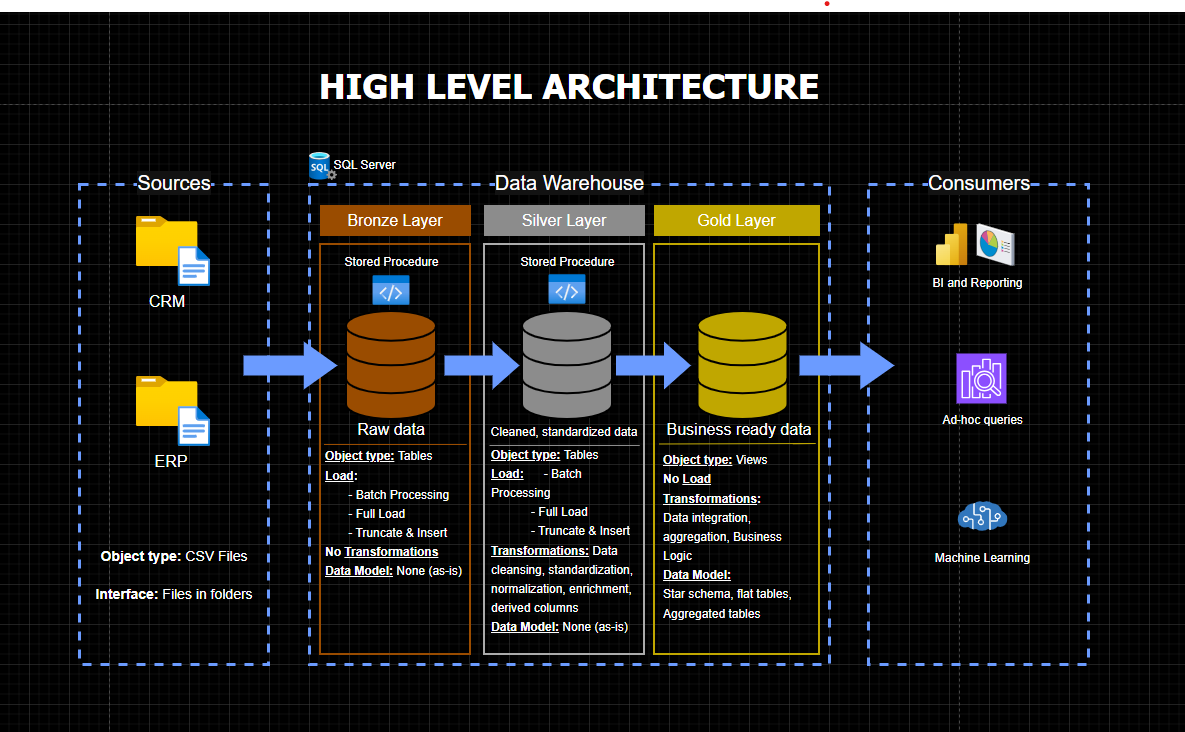 HIGH LEVEL ARCHITECTURE
SQL
SQL Server
Sources
CRM
ERP
Object type: CSV Files
Interface: Files in folders
Data Warehouse
Bronze Layer
Stored Procedure
</>
Raw data
Object type: Tables
Load:
- Batch Processing
- Full Load
- Truncate & Insert
No Transformations
Data Model: None (as-is)
Silver Layer
Stored Procedure
</>
Cleaned, standardized data
Object type: Tables
Load: - Batch
Processing
- Full Load
- Truncate & Insert
Transformations: Data
cleansing, standardization,
normalization, enrichment,
derived columns
Data Model: None (as-is)
Gold Layer
Business ready data
Object type: Views
No Load
Transformations:
Data integration,
aggregation, Business
Logic
Data Model:
Star schema, flat tables,
Aggregated tables
Consumers
BI and Reporting
Ad-hoc queries
Machine Learning